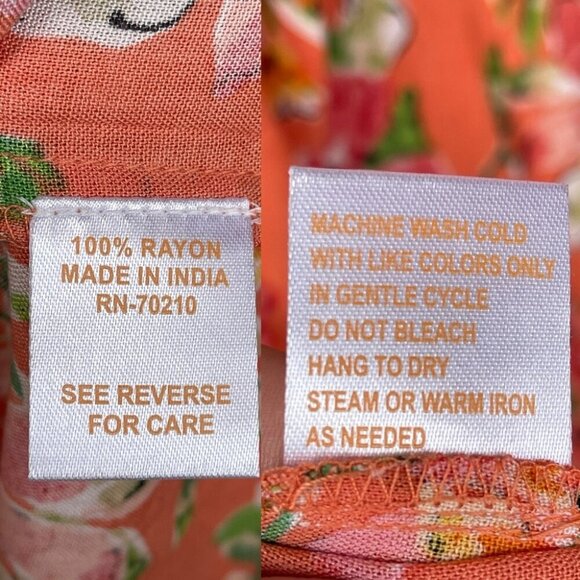 100% RAYON
MADE IN INDIA
RN-70210
SEE REVERSE
FOR CARE
MACHINE WASH COLD
WITH LIKE COLORS ONLY
IN GENTLE CYCLE
DO NOT BLEACH
HANG TO DRY
STEAM OR WARM IRON
AS NEEDED